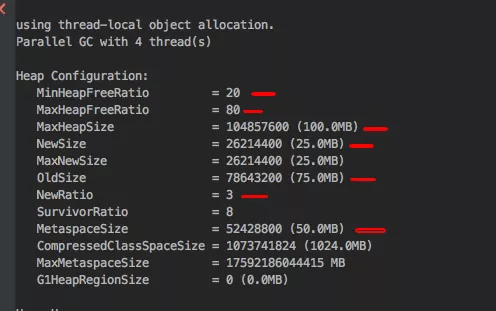 using thread-local object allocation.
Parallel GC with 4 thread(s)
Heap Configuration:
MinHeapFreeRatio = 20
MaxHeapFreeRatio = 80
MaxHeapSize = 104857600 (100.0MB)
NewSize = 26214400 (25.0MB)
MaxNewSize = 26214400 (25.0MB)
OldSize = 78643200 (75.0MB)
NewRatio = 3
SurvivorRatio = 8
MetaspaceSize = 52428800 (50.0MB)
CompressedClassSpaceSize = 1073741824 (1024.0MB)
MaxMetaspaceSize = 17592186044415 MB
G1HeapRegionSize = 0 (0.0MB)